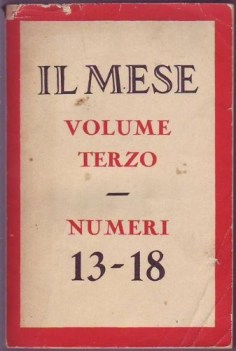 IL MESE
VOLUME
TERZO
—
NUMERI
13-18